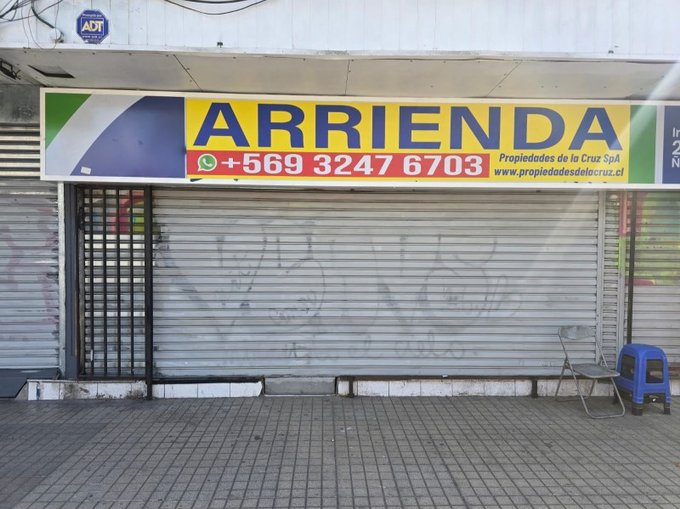 ADT
ARRIENDA
+569 3247 6703
Propiedades de la Cruz SpA
www.propiedadesdelacruz.cl